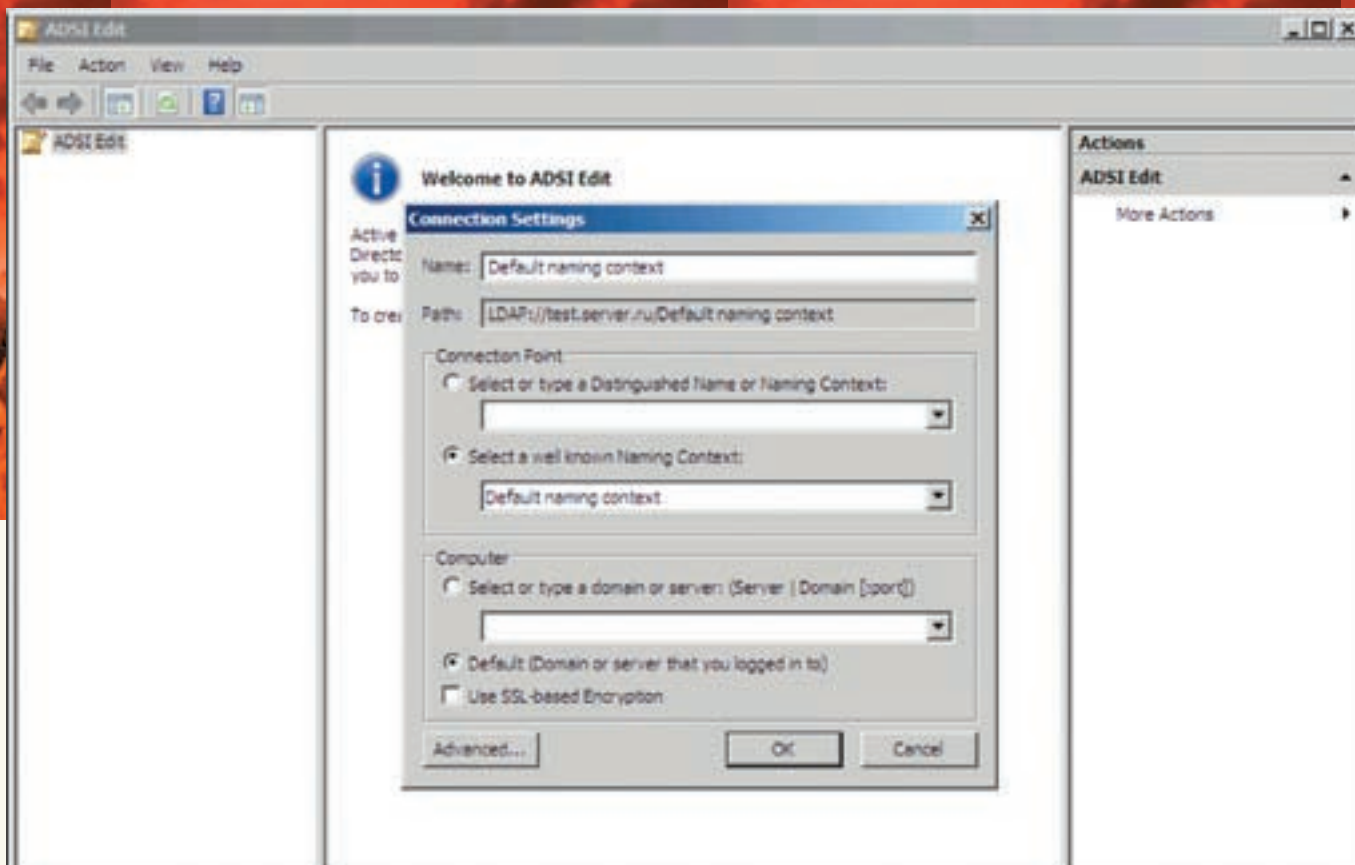 ADSI Edit
File Action View Help
ADSI Edit
Welcome to ADSI Edit
Active
Directo
you to
To crea
Connection Settings
Name: Default naming context
Path: LDAP://test.server.ru/Default naming context
Connection Point
Select or type a Distinguished Name or Naming Context:
Select a well known Naming Context:
Default naming context
Computer
Select or type a domain or server: (Server | Domain [:port])
Default (Domain or server that you logged in to)
Use SSL-based Encryption
Advanced...
OK
Cancel
Actions
ADSI Edit
More Actions